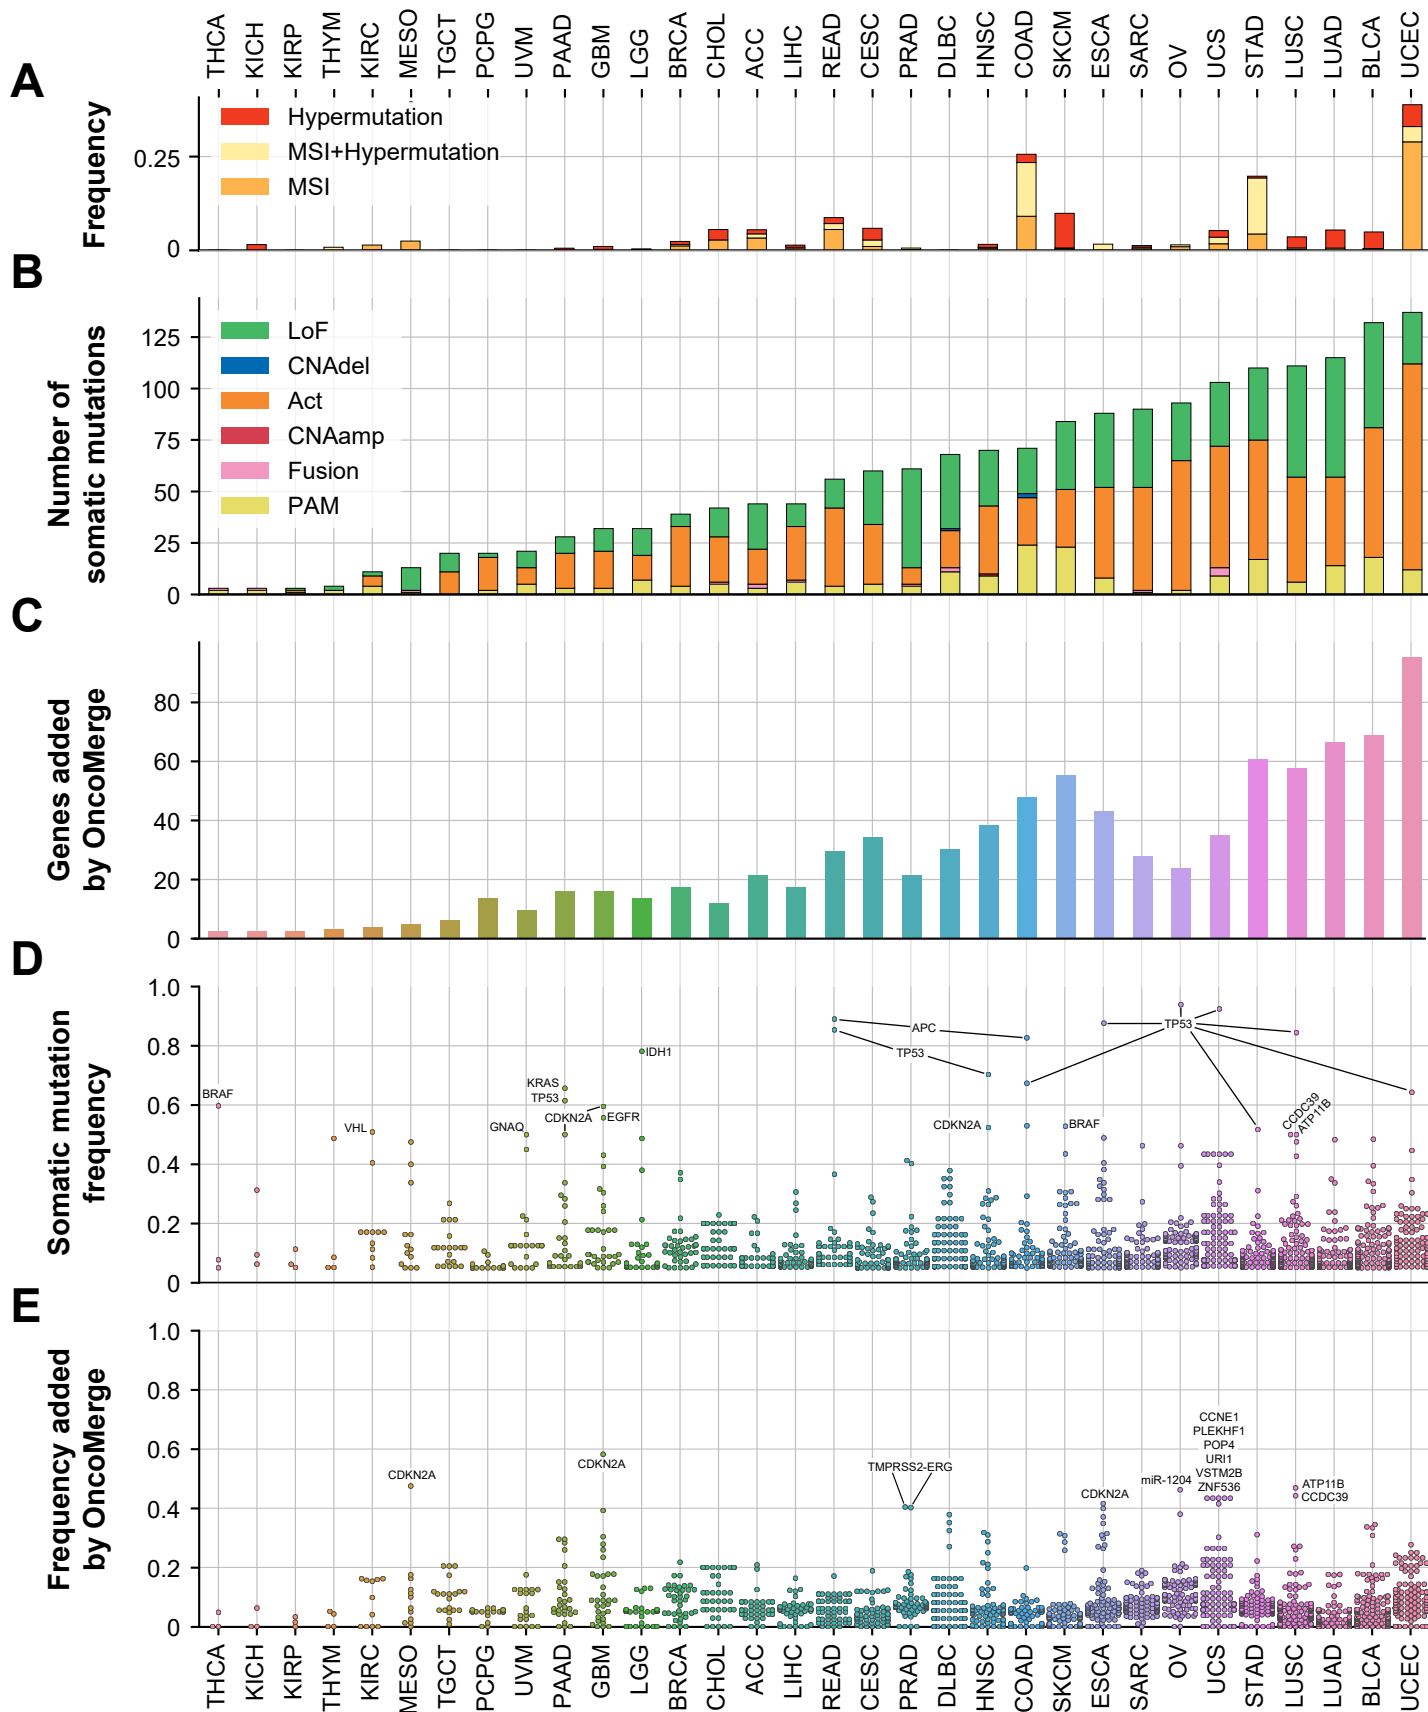 THCA KICH KIRP THYM KIRC MESO TGCT PCPG UVM PAAD GBM LGG BRCA CHOL ACC LIHC READ CESC PRAD DLBC HNSC COAD SKCM ESCA SARC OV UCS STAD LUSC LUAD BLCA UCEC
A
Frequency
0.25
0
Hypermutation
MSI+Hypermutation
MSI
B
Number of
somatic mutations
125
100
75
50
25
0
LoF
CNAdel
Act
CNAamp
Fusion
PAM
C
Genes added
by OncoMerge
80
60
40
20
0
D
Somatic mutation
frequency
1.0
0.8
0.6
0.4
0.2
0
BRAF
VHL
GNAQ
KRAS
TP53
CDKN2A
EGFR
IDH1
APC
TP53
CDKN2A
BRAF
TP53
CCDC39
ATP11B
E
Frequency added
by OncoMerge
1.0
0.8
0.6
0.4
0.2
0
CDKN2A
CDKN2A
TMPRSS2-ERG
CDKN2A
miR-1204
CCNE1
PLEKHF1
POP4
URI1
VSTM2B
ZNF536
ATP11B
CCDC39
THCA KICH KIRP THYM KIRC MESO TGCT PCPG UVM PAAD GBM LGG BRCA CHOL ACC LIHC READ CESC PRAD DLBC HNSC COAD SKCM ESCA SARC OV UCS STAD LUSC LUAD BLCA UCEC